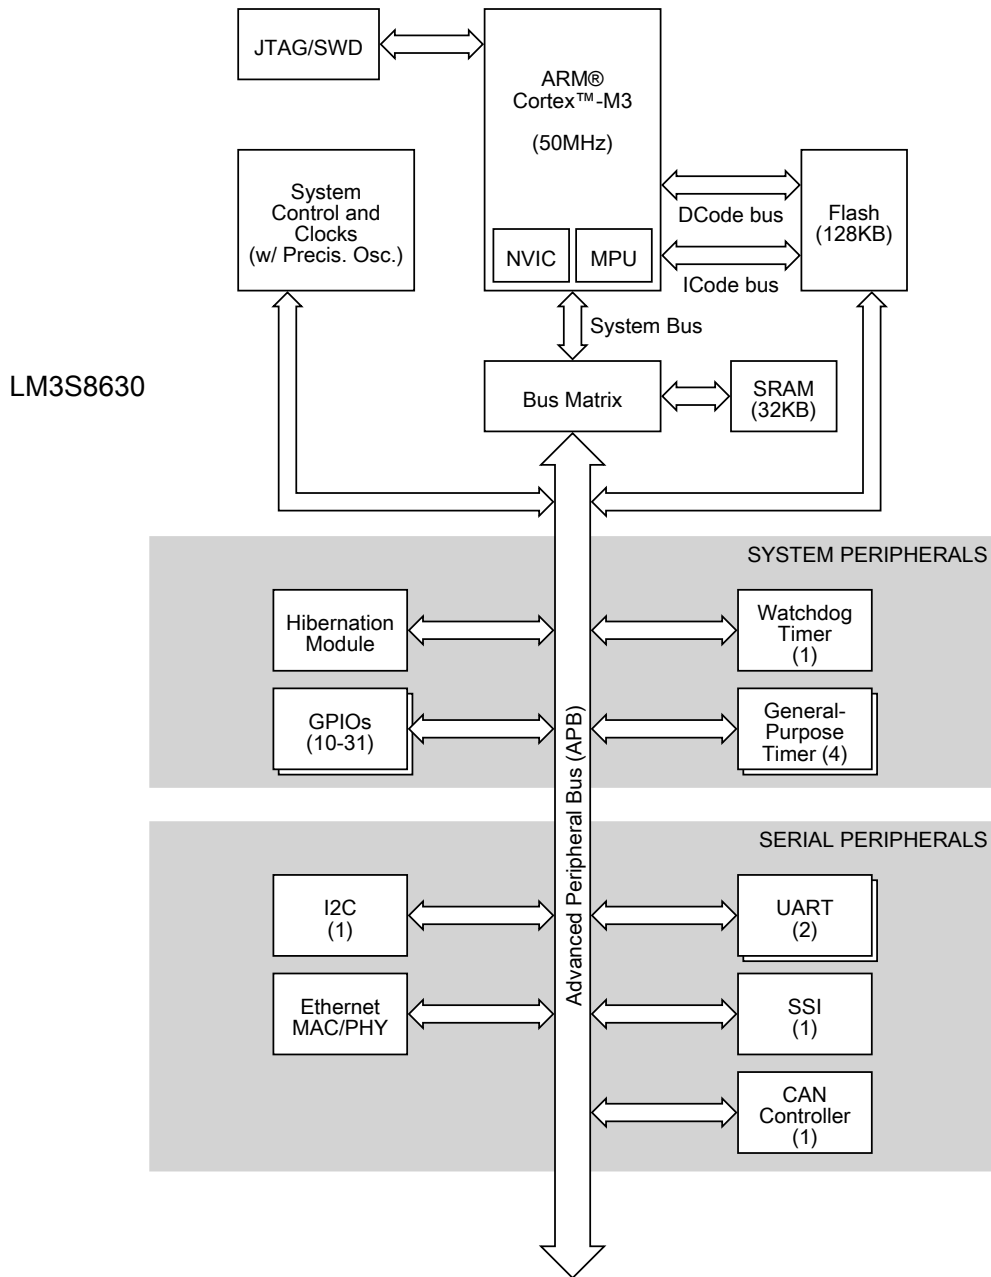 JTAG/SWD
ARM®
Cortex™-M3
(50MHz)
NVIC
MPU
System
Control and
Clocks
(w/ Precis. Osc.)
DCode bus
ICode bus
Flash
(128KB)
System Bus
LM3S8630
Bus Matrix
SRAM
(32KB)
SYSTEM PERIPHERALS
Hibernation
Module
Watchdog
Timer
(1)
GPIOs
(10-31)
General-
Purpose
Timer (4)
Advanced Peripheral Bus (APB)
SERIAL PERIPHERALS
I2C
(1)
UART
(2)
Ethernet
MAC/PHY
SSI
(1)
CAN
Controller
(1)